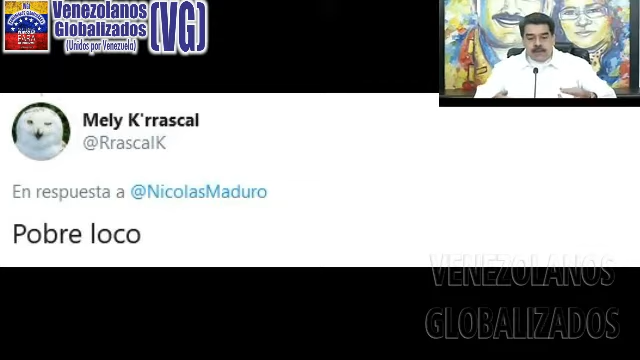 Venezolanos
Globalizados
(Unidos por Venezuela)
(VG)
Mely K'rrascal
@RrascalK
En respuesta a @NicolasMaduro
Pobre loco
VENEZOLANOS
GLOBALIZADOS